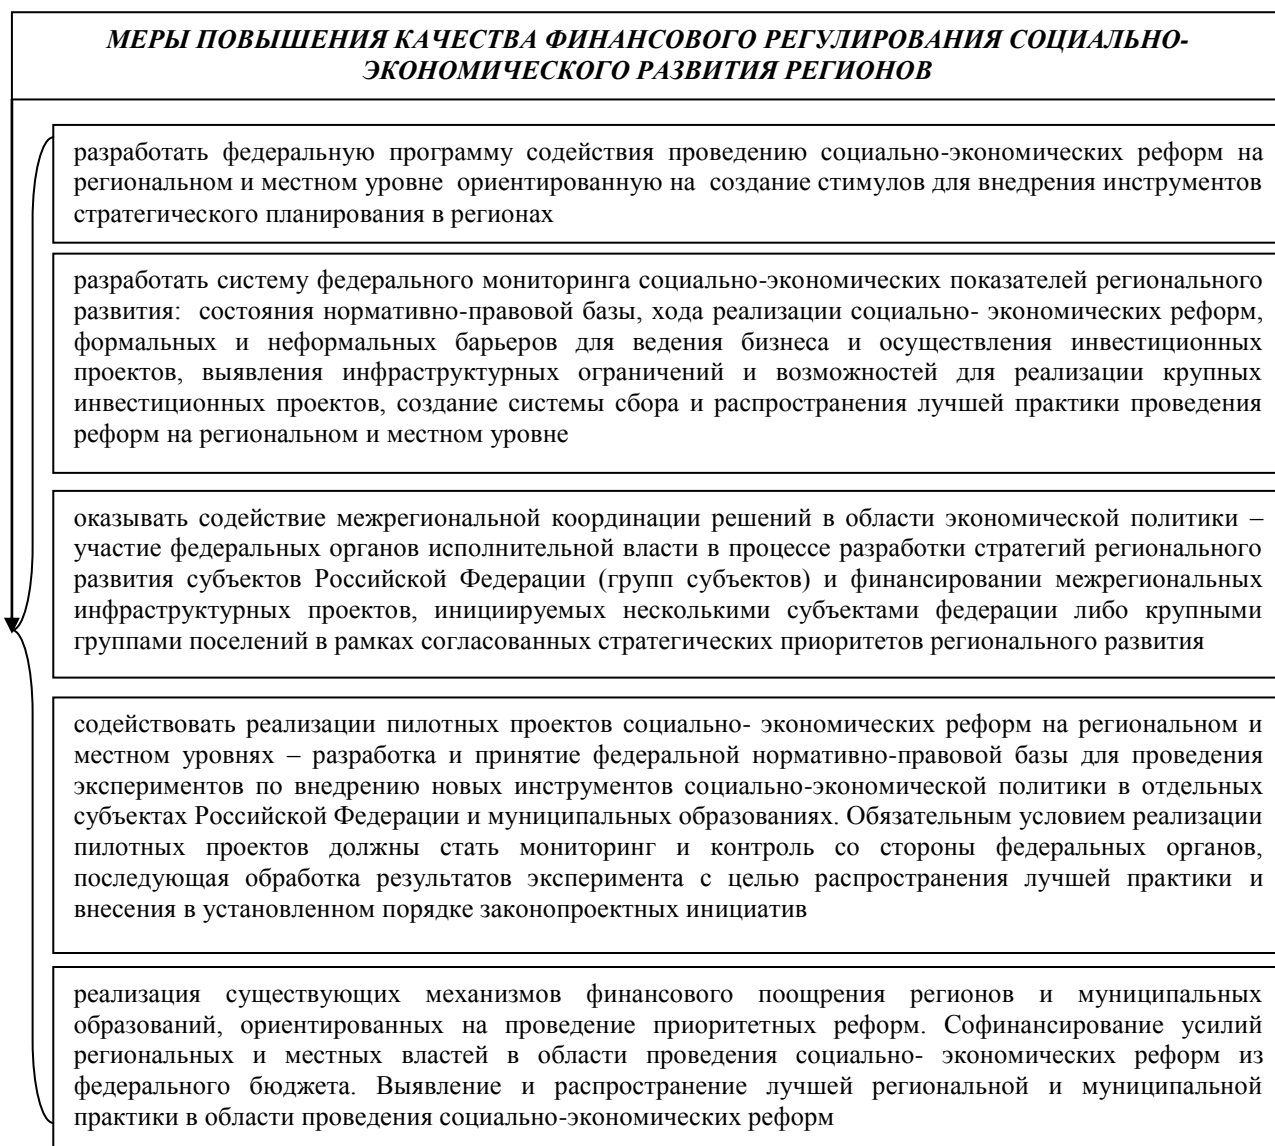 МЕРЫ ПОВЫШЕНИЯ КАЧЕСТВА ФИНАНСОВОГО РЕГУЛИРОВАНИЯ СОЦИАЛЬНО-
ЭКОНОМИЧЕСКОГО РАЗВИТИЯ РЕГИОНОВ
разработать федеральную программу содействия проведению социально-экономических реформ на
региональном и местном уровне ориентированную на создание стимулов для внедрения инструментов
стратегического планирования в регионах
разработать систему федерального мониторинга социально-экономических показателей регионального
развития: состояния нормативно-правовой базы, хода реализации социально- экономических реформ,
формальных и неформальных барьеров для ведения бизнеса и осуществления инвестиционных
проектов, выявления инфраструктурных ограничений и возможностей для реализации крупных
инвестиционных проектов, создание системы сбора и распространения лучшей практики проведения
реформ на региональном и местном уровне
оказывать содействие межрегиональной координации решений в области экономической политики –
участие федеральных органов исполнительной власти в процессе разработки стратегий регионального
развития субъектов Российской Федерации (групп субъектов) и финансировании межрегиональных
инфраструктурных проектов, инициируемых несколькими субъектами федерации либо крупными
группами поселений в рамках согласованных стратегических приоритетов регионального развития
содействовать реализации пилотных проектов социально- экономических реформ на региональном и
местном уровнях – разработка и принятие федеральной нормативно-правовой базы для проведения
экспериментов по внедрению новых инструментов социально-экономической политики в отдельных
субъектах Российской Федерации и муниципальных образованиях. Обязательным условием реализации
пилотных проектов должны стать мониторинг и контроль со стороны федеральных органов,
последующая обработка результатов эксперимента с целью распространения лучшей практики и
внесения в установленном порядке законопроектных инициатив
реализация существующих механизмов финансового поощрения регионов и муниципальных
образований, ориентированных на проведение приоритетных реформ. Софинансирование усилий
региональных и местных властей в области проведения социально- экономических реформ из
федерального бюджета. Выявление и распространение лучшей региональной и муниципальной
практики в области проведения социально-экономических реформ